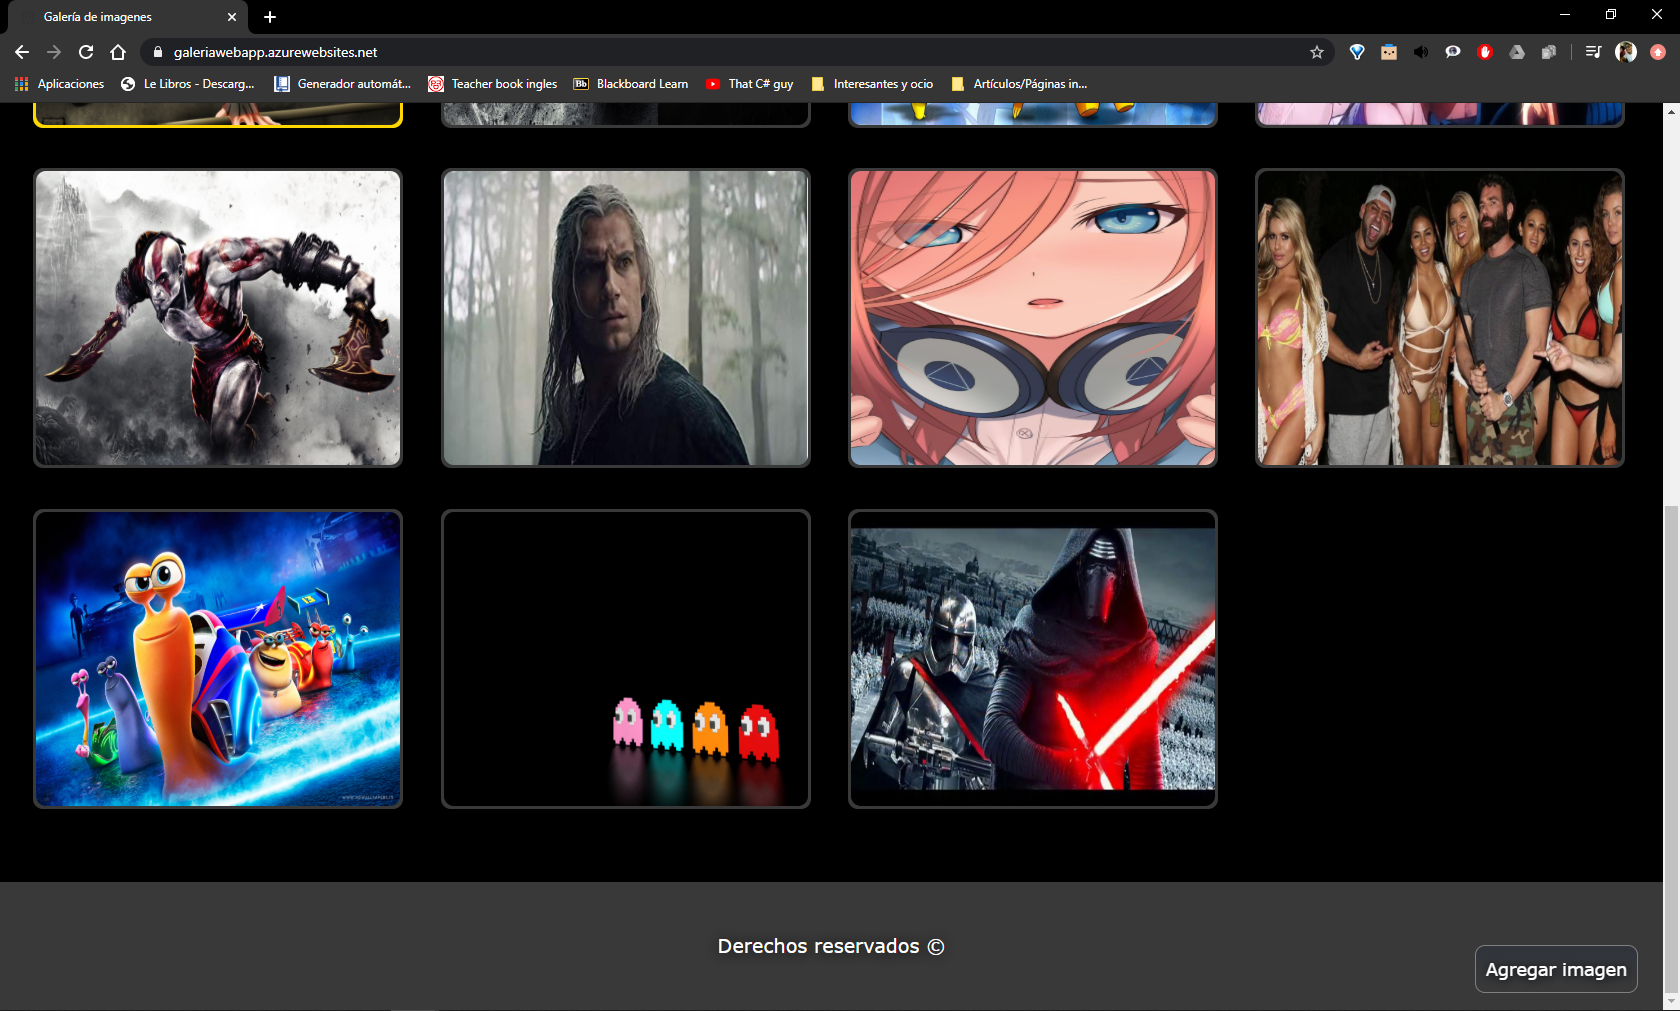 Galería de imagenes
galeriawebapp.azurewebsites.net
Aplicaciones
Le Libros - Descarg...
Generador automát...
Teacher book ingles
Bb Blackboard Learn
That C# guy
Interesantes y ocio
Artículos/Páginas in...
Derechos reservados ©
Agregar imagen